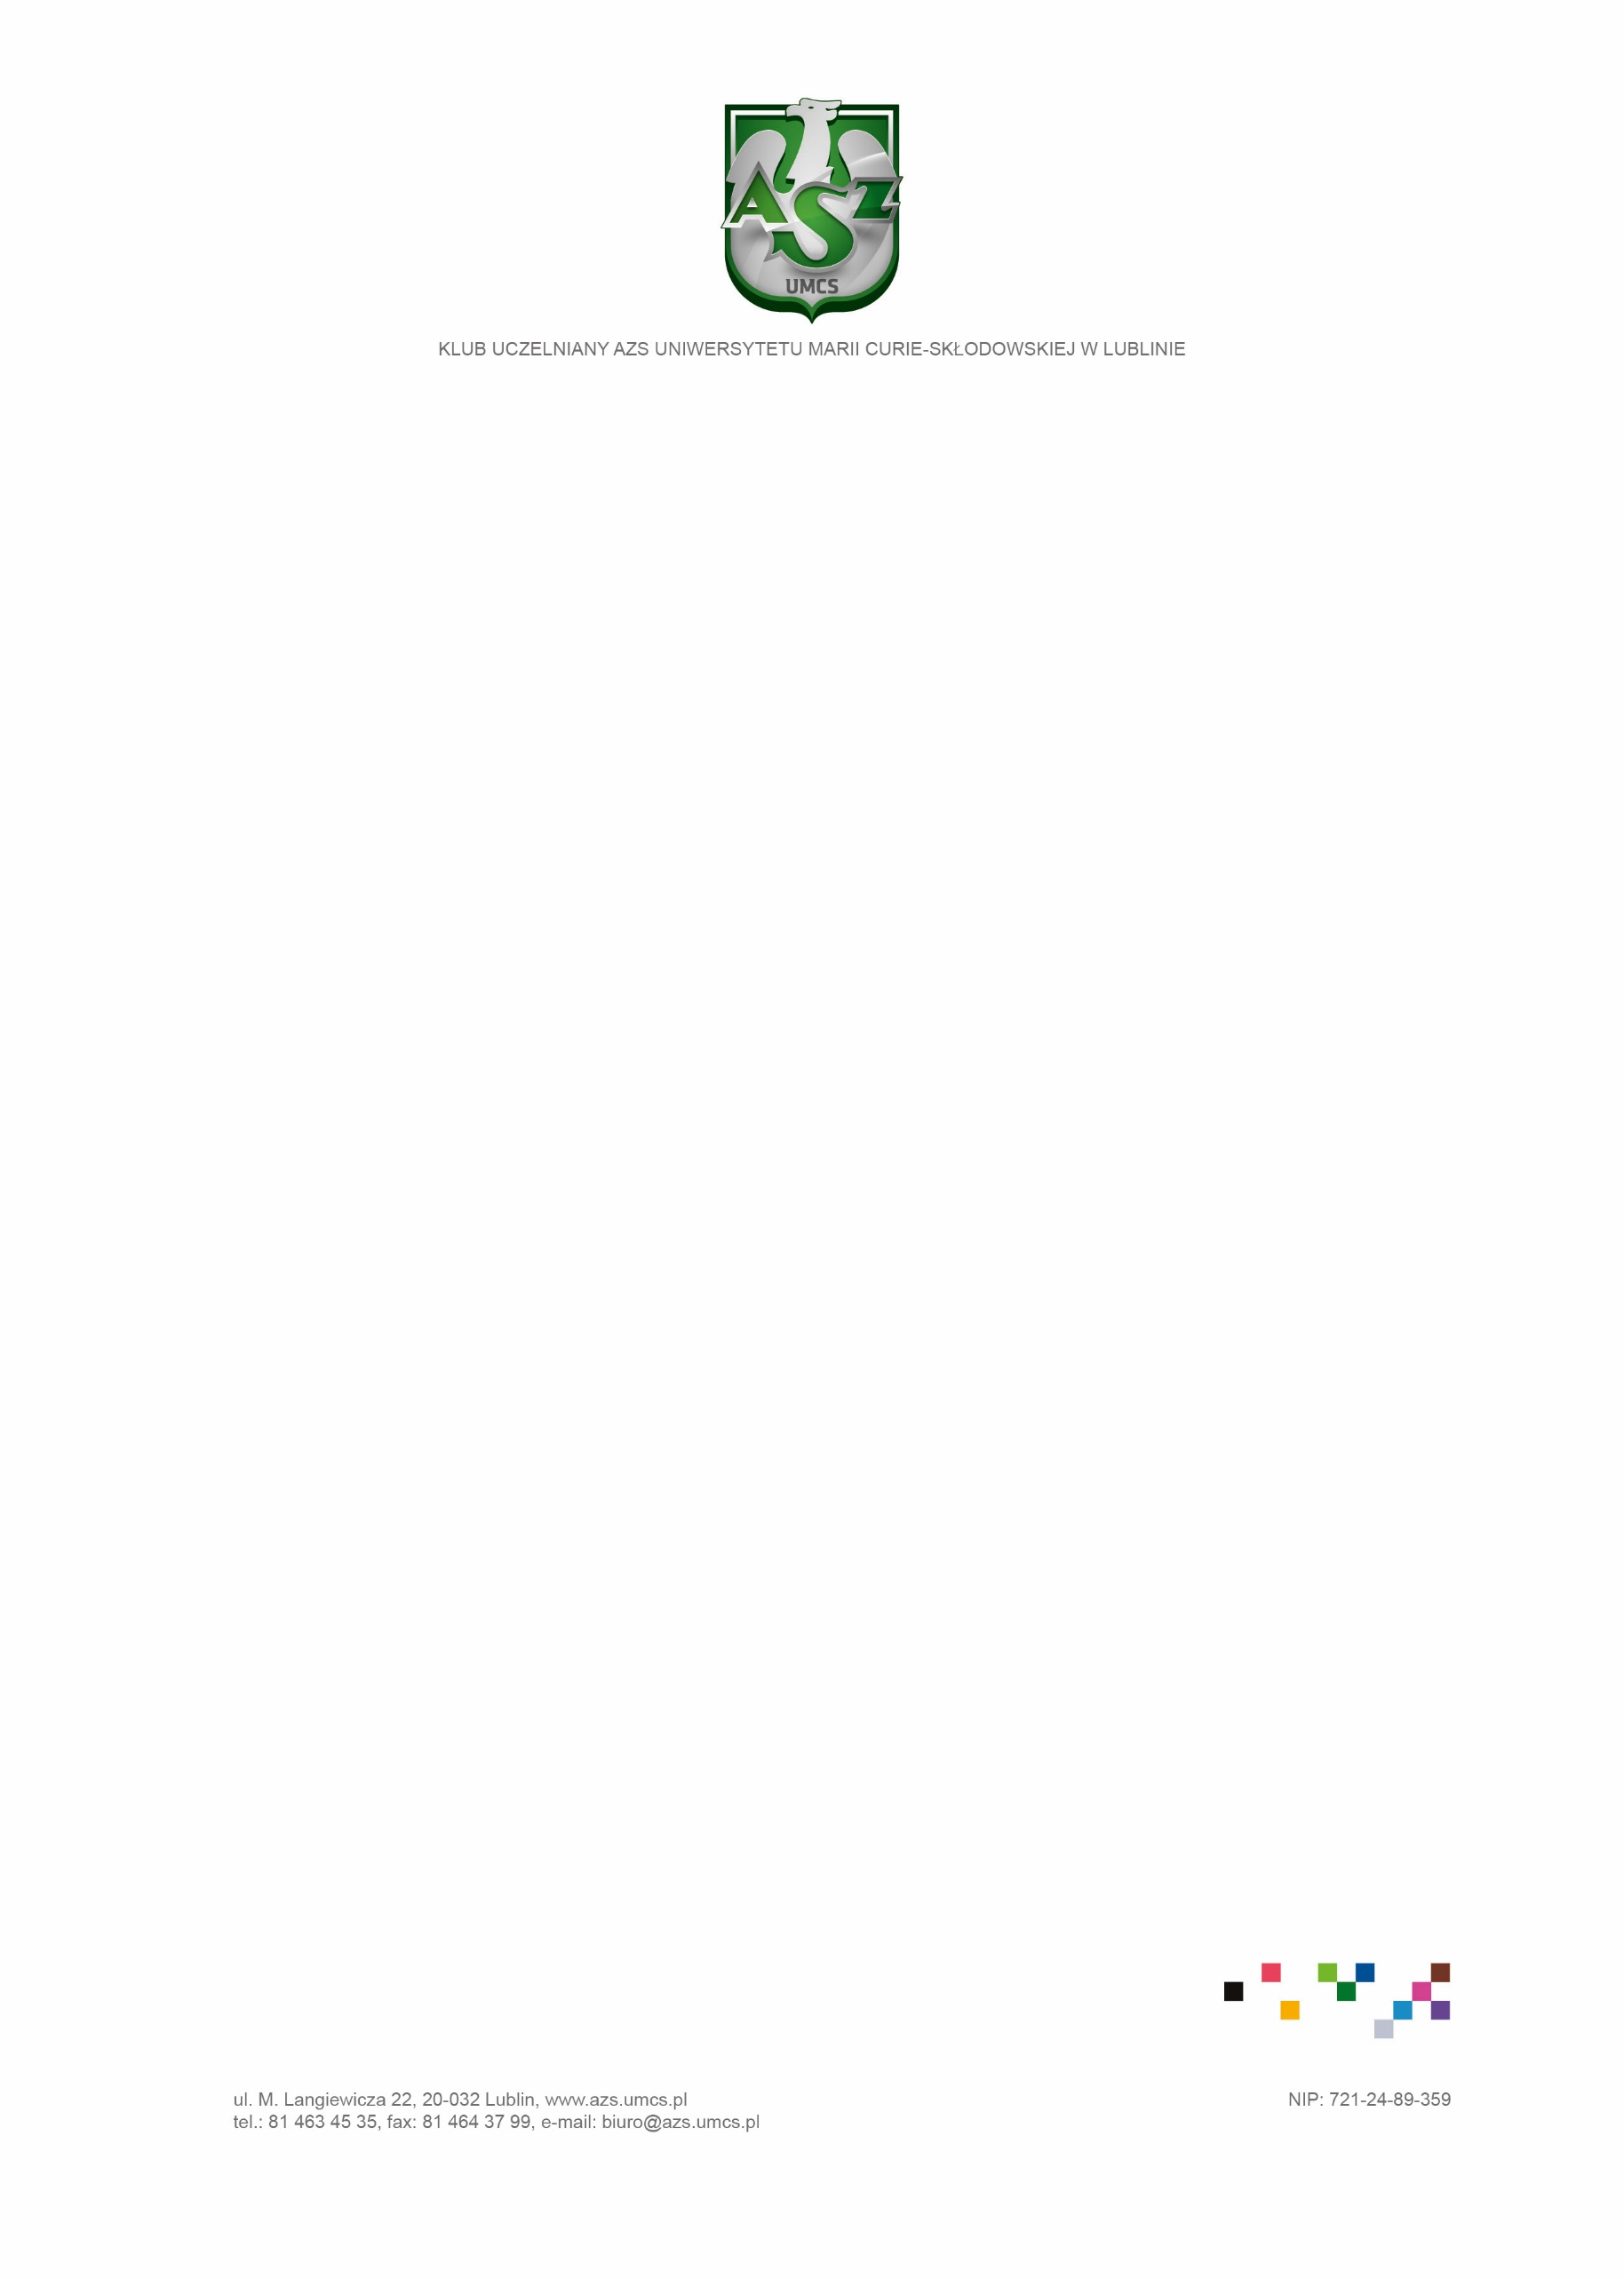 AZS
UMCS
KLUB UCZELNIANY AZS UNIWERSYTETU MARII CURIE-SKŁODOWSKIEJ W LUBLINIE
ul. M. Langiewicza 22, 20-032 Lublin, www.azs.umcs.pl
NIP: 721-24-89-359
tel.: 81 463 45 35, fax: 81 464 37 99, e-mail: biuro@azs.umcs.pl